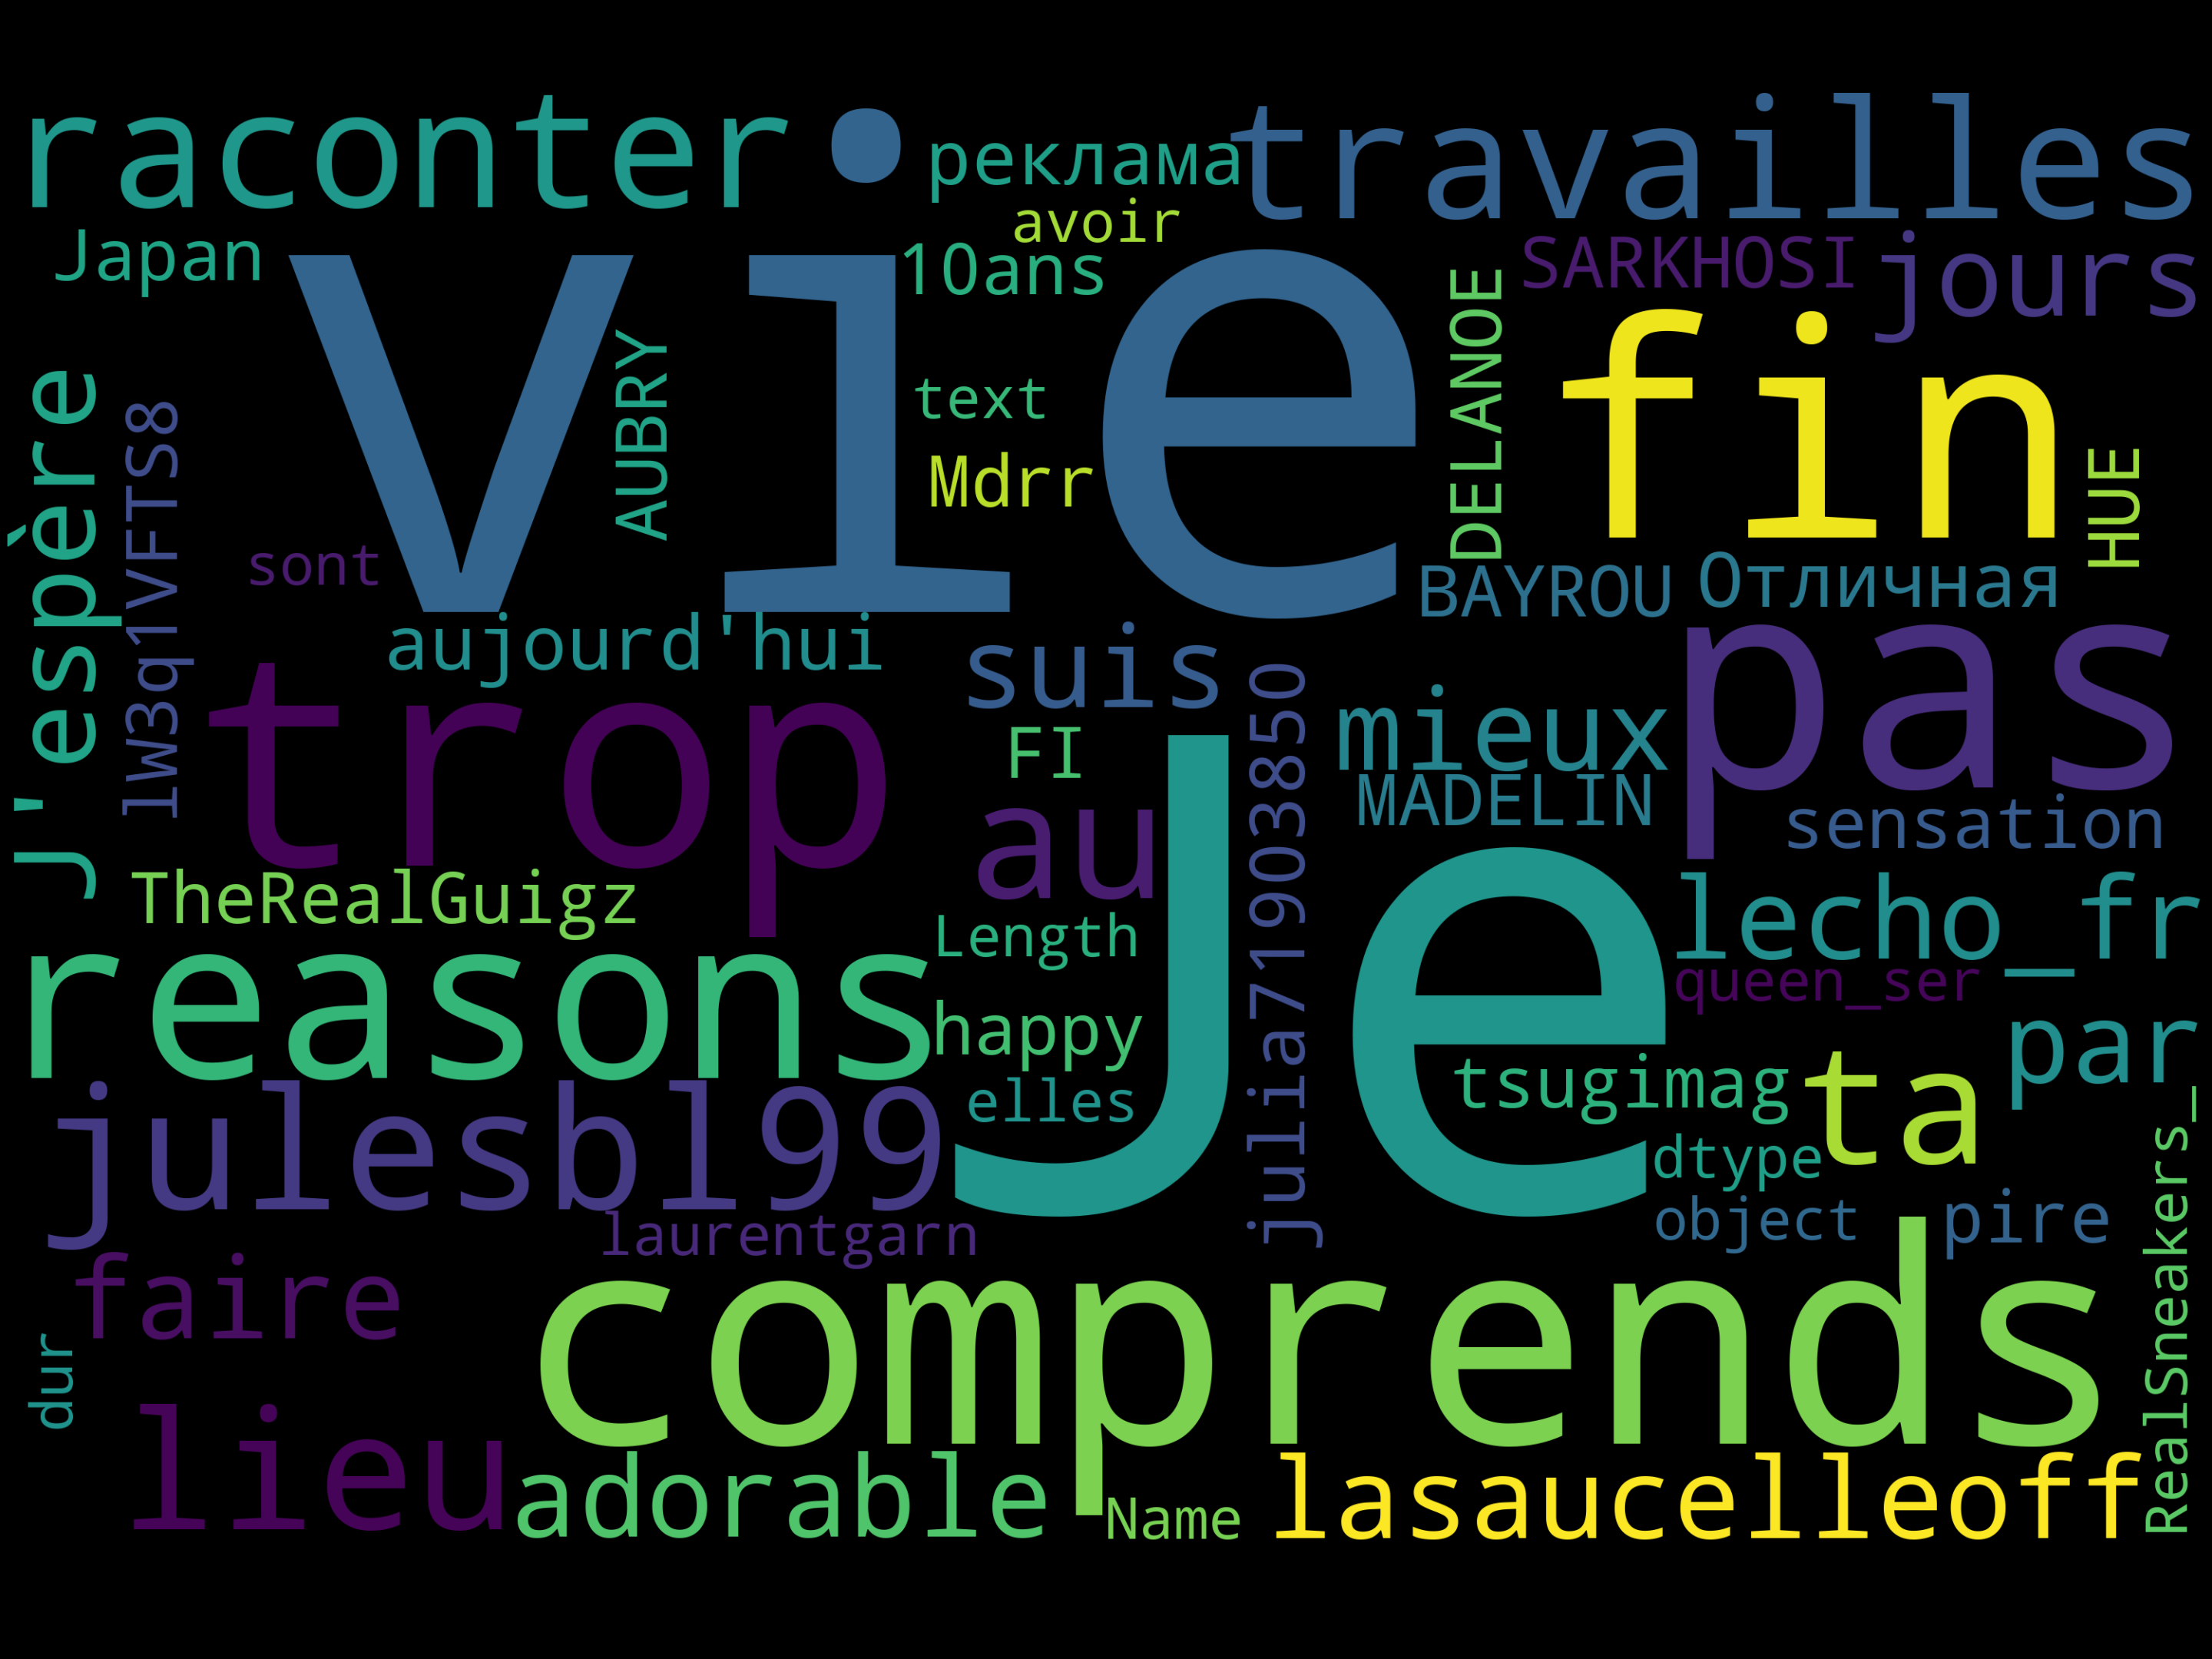 raconter
реклама
travailles
avoir
Japan
10ans
SARKHOSI
jours
vie
fin
DELANOE
AUBRY
text
Mdrr
HUE
J'espère
lW3q1VFTS8
sont
BAYROU
Отличная
aujourd'hui
suis
pas
trop
julia771903850
mieux
FI
MADELIN
au
sensation
Je
TheRealGuigz
lecho_fr
Length
reasons
queen_ser
happy
par
tsugimag
ta
elles
julesbl99
dtype
RealSneakers_
object
pire
laurentgarn
faire
comprends
dur
lieu
adorable
Name
lasaucelleoff